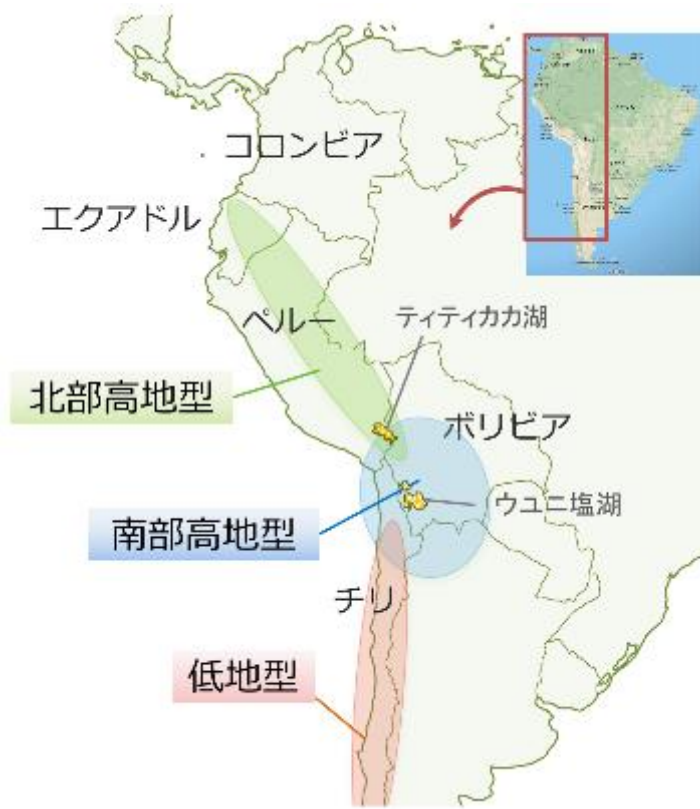 コロンビア
エクアドル
ペルー
ティティカカ湖
北部高地型
ボリビア
ウユニ塩湖
南部高地型
チリ
低地型